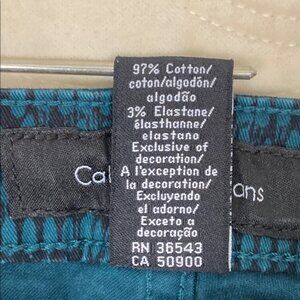 97% Cotton/
coton/algodón/
algodão
3% Elastane/
élasthanne/
elastano
Exclusive of
decoration/
A l'exception de
la decoration/
Excluyendo
el adorno/
Exceto a
decoração
RN 36543
CA 50900